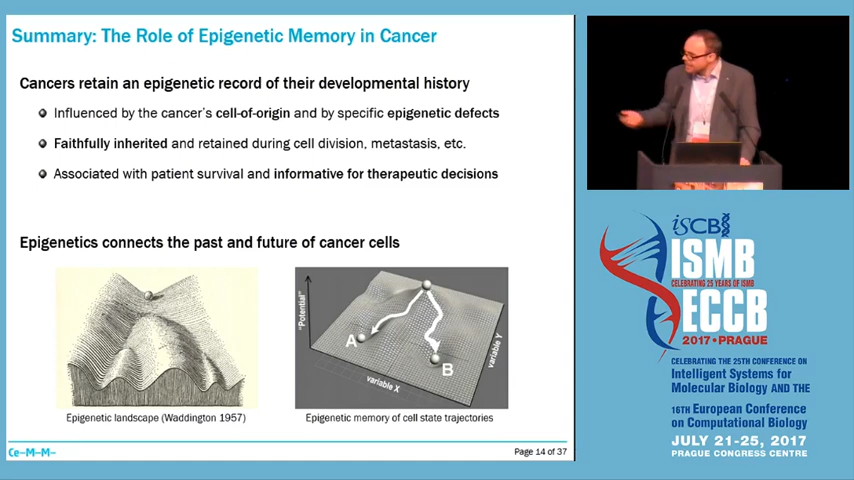 Summary: The Role of Epigenetic Memory in Cancer
Cancers retain an epigenetic record of their developmental history
Influenced by the cancer's cell-of-origin and by specific epigenetic defects
Faithfully inherited and retained during cell division, metastasis, etc.
Associated with patient survival and informative for therapeutic decisions
Epigenetics connects the past and future of cancer cells
"Potential"
A
B
variable X
variable Y
Epigenetic landscape (Waddington 1957)
Epigenetic memory of cell state trajectories
Ce-M-M-
Page 14 of 37
iSCB
ISMB
CELEBRATING 25 YEARS OF ISMB
ECCB
2017 • PRAGUE
CELEBRATING THE 25TH CONFERENCE ON
Intelligent Systems for
Molecular Biology AND THE
16TH European Conference
on Computational Biology
JULY 21-25, 2017
PRAGUE CONGRESS CENTRE